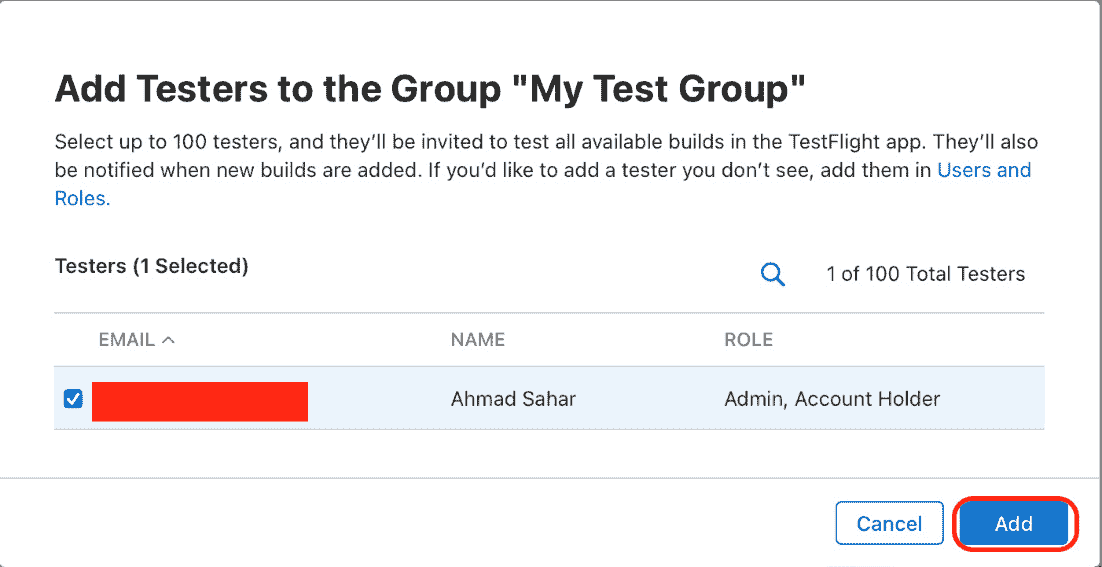 Add Testers to the Group "My Test Group"
Select up to 100 testers, and they’ll be invited to test all available builds in the TestFlight app. They’ll also
be notified when new builds are added. If you’d like to add a tester you don’t see, add them in Users and
Roles.
Testers (1 Selected)
1 of 100 Total Testers
EMAIL NAME ROLE
Ahmad Sahar Admin, Account Holder
Cancel Add